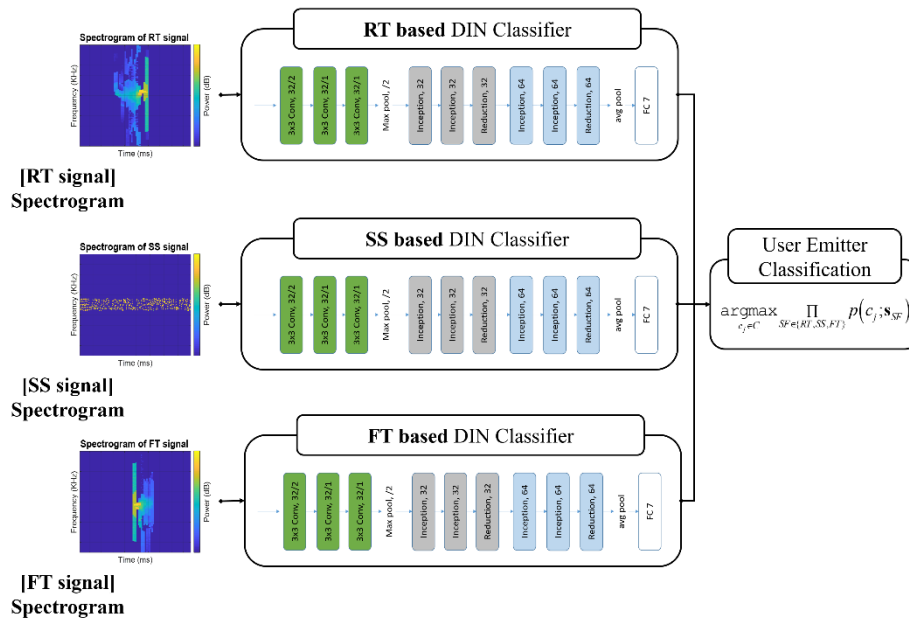 RT based DIN Classifier
Spectrogram of RT signal
Frequency (KHz)
Power (dB)
Time (ms)
[RT signal]
Spectrogram
3x3 Conv, 32/2
3x3 Conv, 32/1
3x3 Conv, 32/1
Max pool, /2
Inception, 32
Inception, 32
Reduction, 32
Inception, 64
Inception, 64
Reduction, 64
avg pool
FC 7
SS based DIN Classifier
Spectrogram of SS signal
Frequency (KHz)
Power (dB)
Time (ms)
[SS signal]
Spectrogram
3x3 Conv, 32/2
3x3 Conv, 32/1
3x3 Conv, 32/1
Max pool, /2
Inception, 32
Inception, 32
Reduction, 32
Inception, 64
Inception, 64
Reduction, 64
avg pool
FC 7
User Emitter
Classification
argmax ∏ p(c_j; s_SF)
c_j∈C SF∈{RT,SS,FT}
FT based DIN Classifier
Spectrogram of FT signal
Frequency (KHz)
Power (dB)
Time (ms)
[FT signal]
Spectrogram
3x3 Conv, 32/2
3x3 Conv, 32/1
3x3 Conv, 32/1
Max pool, /2
Inception, 32
Inception, 32
Reduction, 32
Inception, 64
Inception, 64
Reduction, 64
avg pool
FC 7